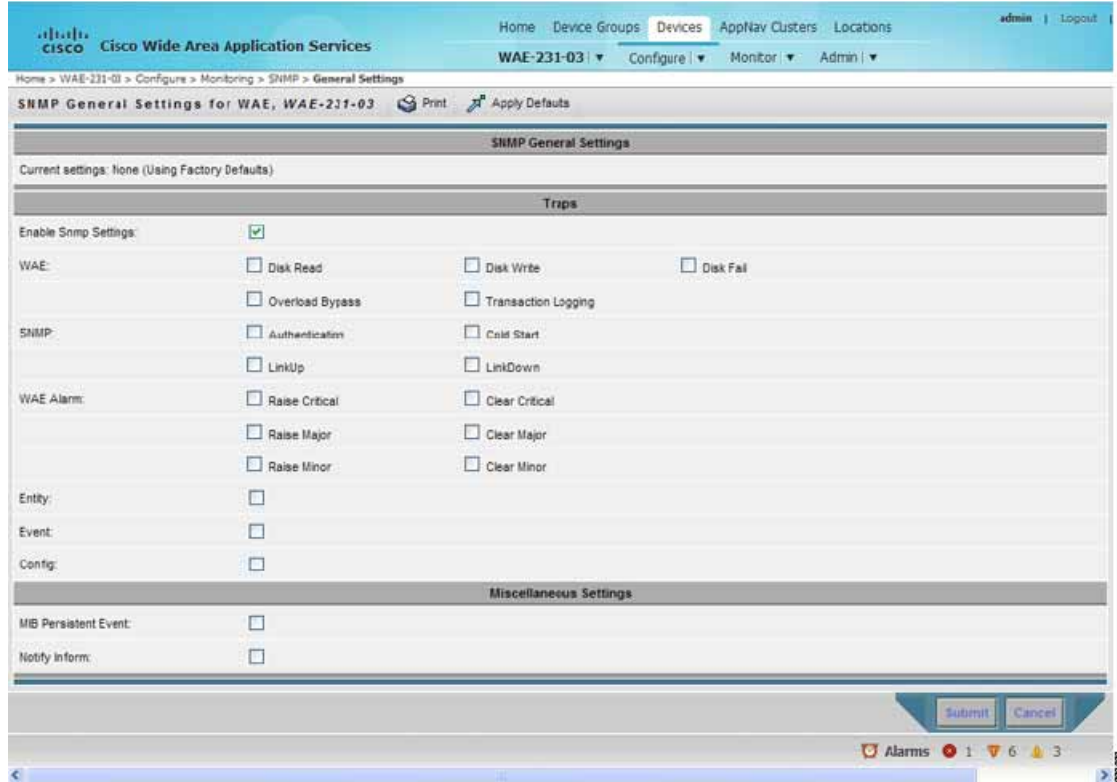 Home Device Groups Devices AppNav Clusters Locations
admin | Logout |
CISCO Cisco Wide Area Application Services
WAE-231-03 Configure Monitor Admin
Home > WAE-231-03 > Configure > Monitoring > SNMP > General Settings
SNMP General Settings for WAE, WAE-231-03 Print Apply Defaults
SNMP General Settings
Current settings: None (Using Factory Defaults)
Traps
Enable Snmp Settings:
WAE: Disk Read Disk Write Disk Fail
Overload Bypass Transaction Logging
SNMP: Authentication Cold Start
LinkUp LinkDown
WAE Alarm: Raise Critical Clear Critical
Raise Major Clear Major
Raise Minor Clear Minor
Entity:
Event:
Config:
Miscellaneous Settings
MIB Persistent Event:
Notify Inform:
Submit Cancel
Alarms 1 6 3